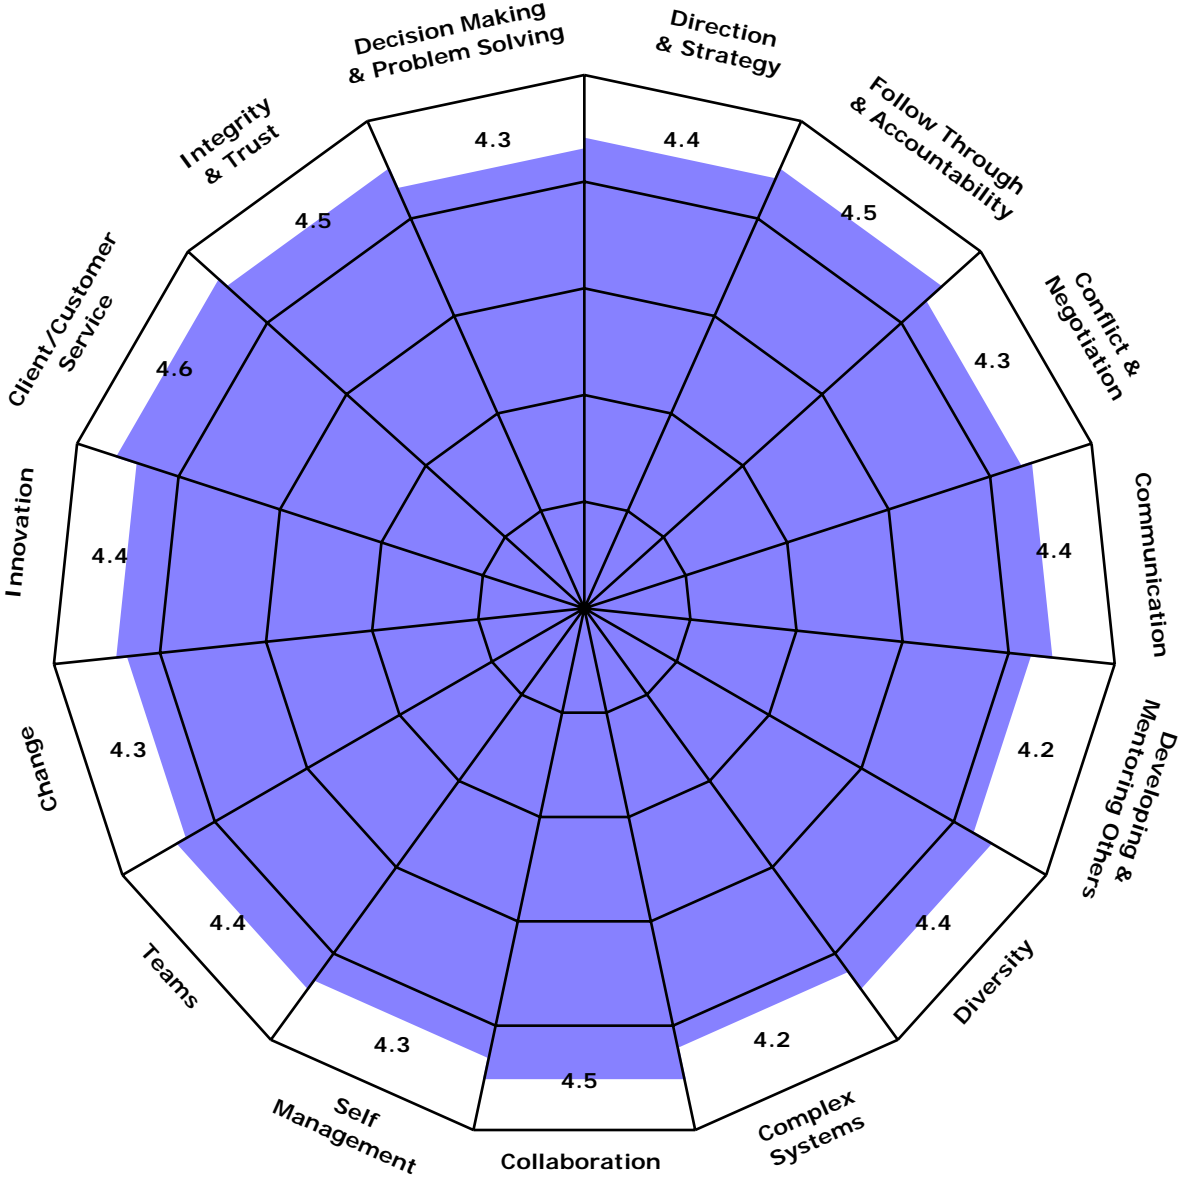 Decision Making
& Problem Solving
4.3
Direction
& Strategy
4.4
Follow Through
& Accountability
4.5
Conflict &
Negotiation
4.3
Communication
4.4
Developing &
Mentoring Others
4.2
Diversity
4.4
Complex
Systems
4.2
Collaboration
4.5
Self
Management
4.3
Teams
4.4
Change
4.3
Innovation
4.4
Client/Customer
Service
4.6
Integrity
& Trust
4.5